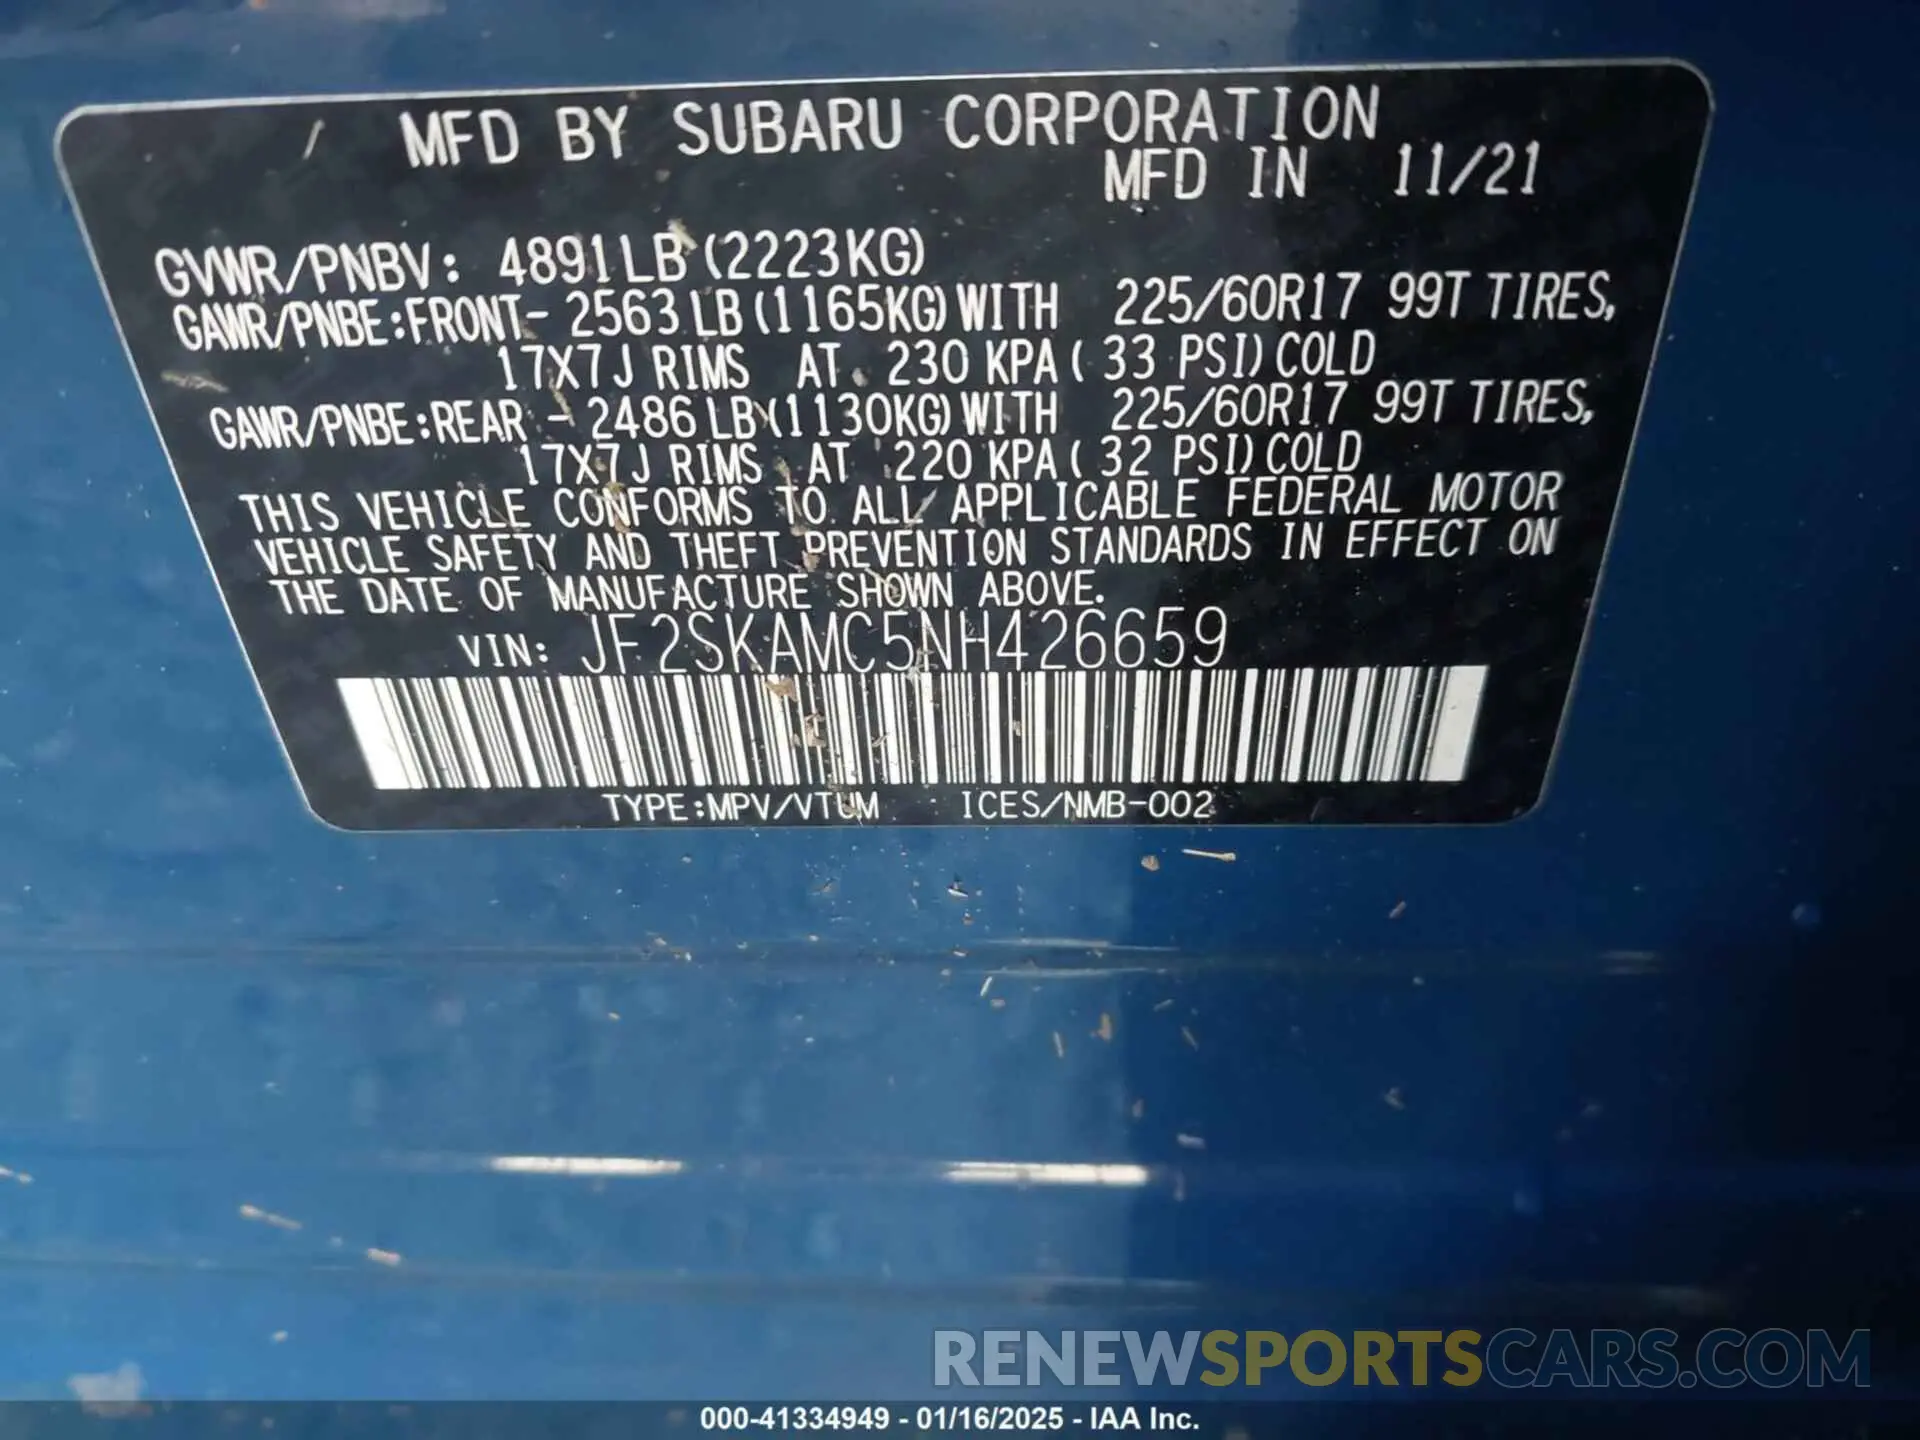 MFD BY SUBARU CORPORATION
MFD IN 11/21
GVWR/PNBV: 4891LB (2223KG)
GAWR/PNBE:FRONT- 2563 LB (1165KG) WITH 225/60R17 99T TIRES,
17X7J RIMS AT 230 KPA ( 33 PSI) COLD
GAWR/PNBE:REAR - 2486 LB (1130KG) WITH 225/60R17 99T TIRES,
17X7J RIMS AT 220 KPA ( 32 PSI) COLD
THIS VEHICLE CONFORMS TO ALL APPLICABLE FEDERAL MOTOR
VEHICLE SAFETY AND THEFT PREVENTION STANDARDS IN EFFECT ON
THE DATE OF MANUFACTURE SHOWN ABOVE.
VIN: JF2SKAMC5NH426659
TYPE:MPV/VTUM ICES/NMB-002
RENEWSPORTSCARS.COM
000-41334949 - 01/16/2025 - IAA Inc.